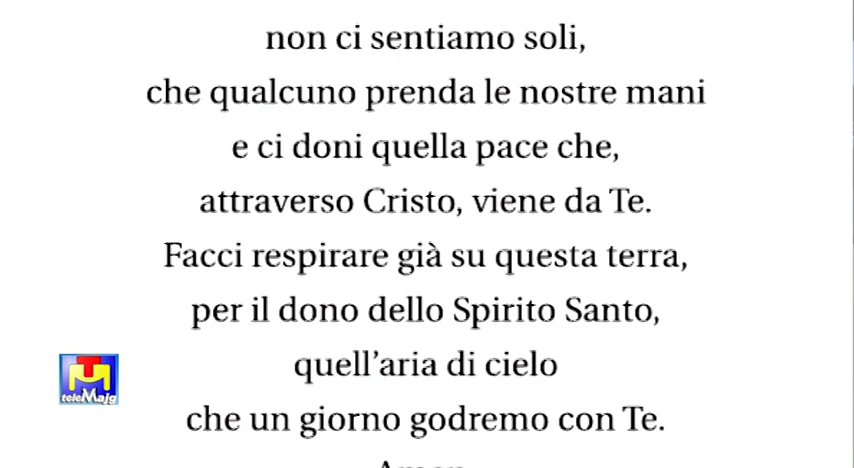 non ci sentiamo soli,
che qualcuno prenda le nostre mani
e ci doni quella pace che,
attraverso Cristo, viene da Te.
Facci respirare già su questa terra,
per il dono dello Spirito Santo,
quell’aria di cielo
che un giorno godremo con Te.
teleMajg